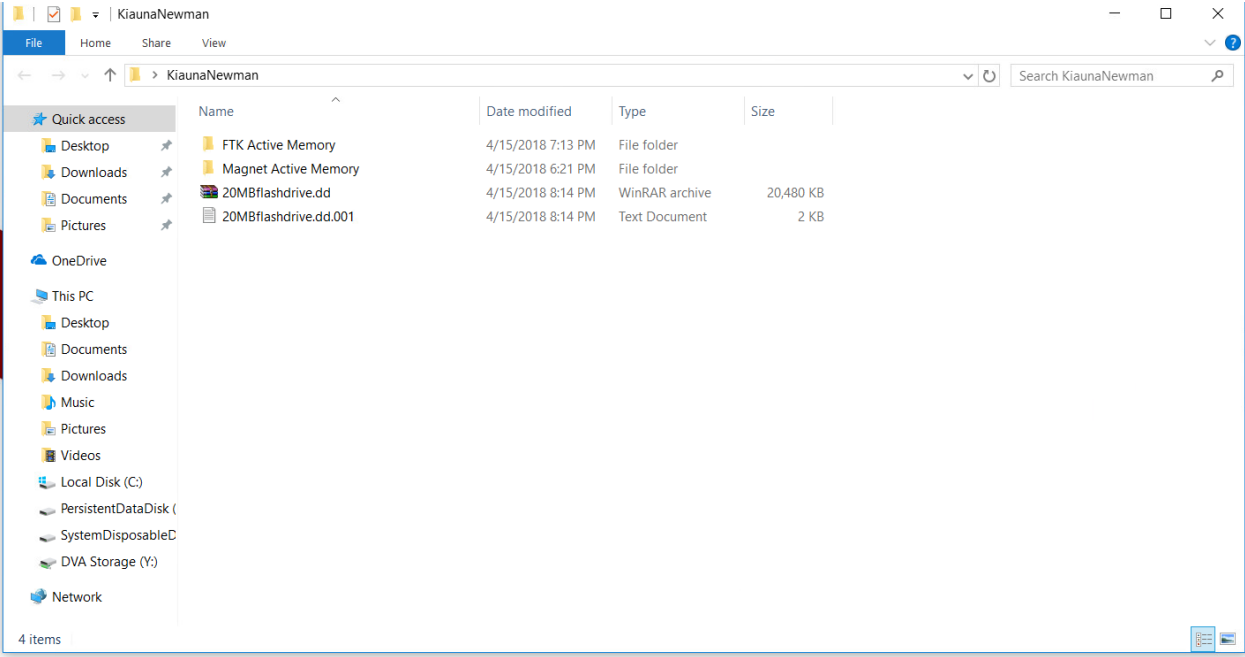 KiaunaNewman
File Home Share View
KiaunaNewman Search KiaunaNewman
Quick access
Desktop
Downloads
Documents
Pictures
OneDrive
This PC
Desktop
Documents
Downloads
Music
Pictures
Videos
Local Disk (C:)
PersistentDataDisk (
SystemDisposableD
DVA Storage (Y:)
Network
Name Date modified Type Size
FTK Active Memory 4/15/2018 7:13 PM File folder
Magnet Active Memory 4/15/2018 6:21 PM File folder
20MBflashdrive.dd 4/15/2018 8:14 PM WinRAR archive 20,480 KB
20MBflashdrive.dd.001 4/15/2018 8:14 PM Text Document 2 KB
4 items